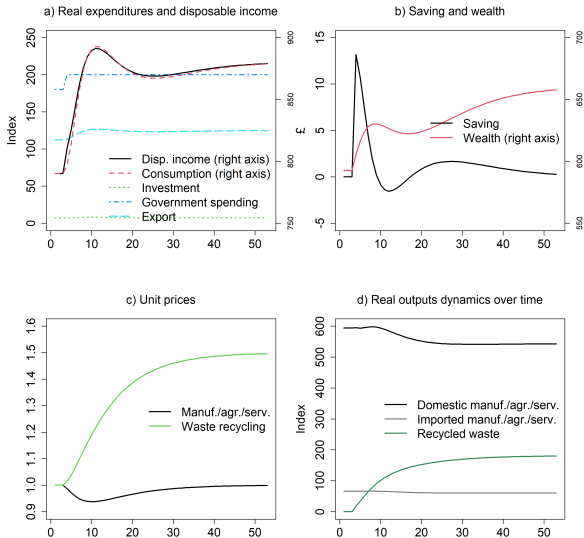 a) Real expenditures and disposable income
Index
0 50 100 150 200 250
750 800 850 900
0 10 20 30 40 50
Disp. income (right axis)
Consumption (right axis)
Investment
Government spending
Export
b) Saving and wealth
£
-5 0 5 10 15
550 600 650 700
0 10 20 30 40 50
Saving
Wealth (right axis)
c) Unit prices
0.9 1.0 1.1 1.2 1.3 1.4 1.5 1.6
0 10 20 30 40 50
Manuf./agr./serv.
Waste recycling
d) Real outputs dynamics over time
Index
0 100 200 300 400 500 600
0 10 20 30 40 50
Domestic manuf./agr./serv.
Imported manuf./agr./serv.
Recycled waste